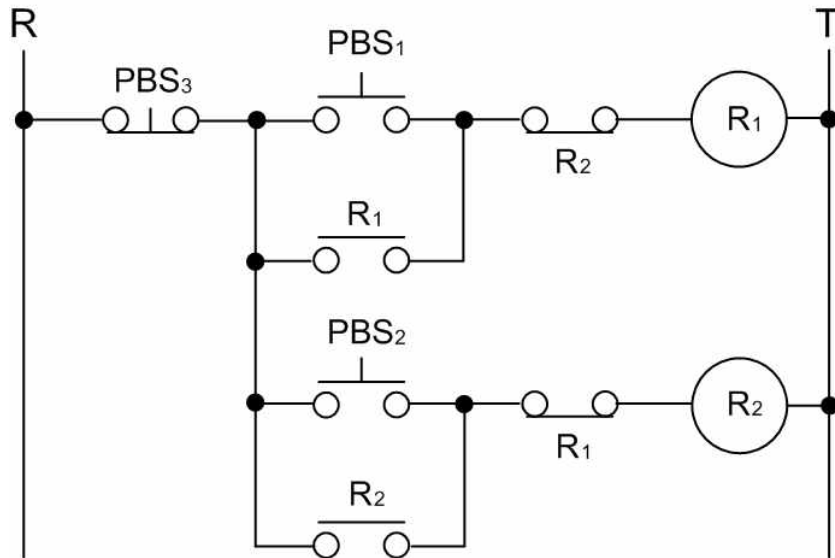 R T
PBS₁
PBS₃
R₁
R₂
R₁
PBS₂
R₂
R₁
R₂